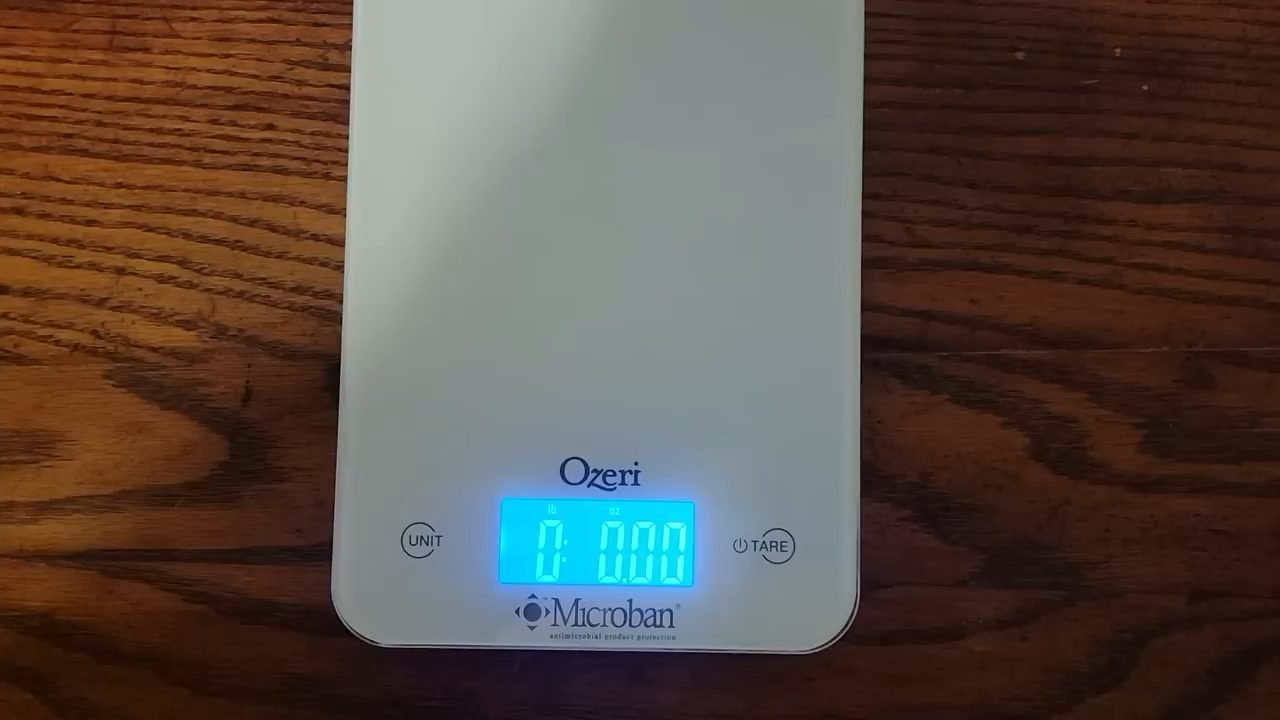 Ozeri
lb oz
UNIT 0: 0.00 TARE
Microban®
antimicrobial product protection